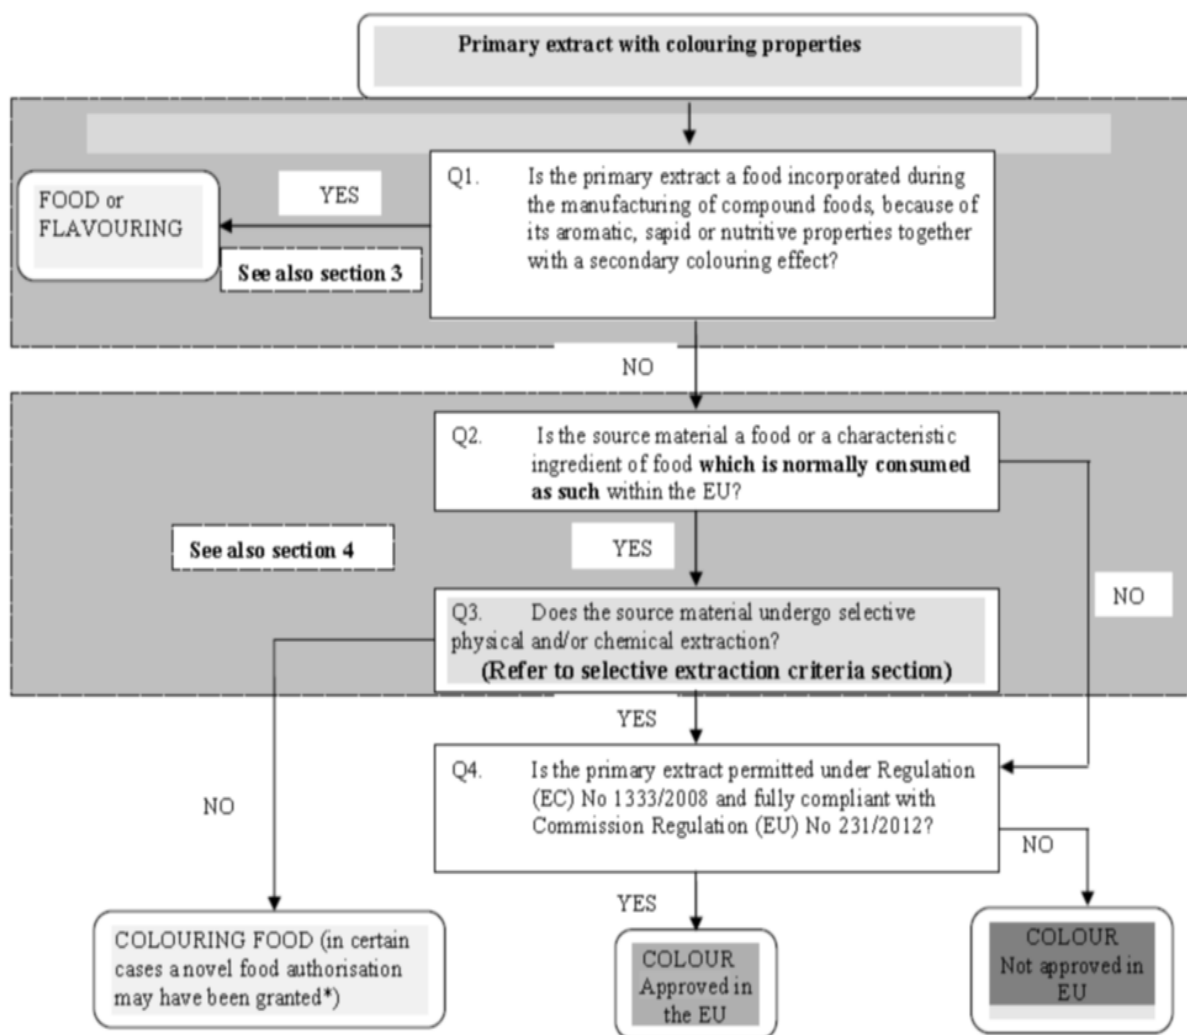 Primary extract with colouring properties
Q1. Is the primary extract a food incorporated during
the manufacturing of compound foods, because of
its aromatic, sapid or nutritive properties together
with a secondary colouring effect?
YES
FOOD or
FLAVOURING
See also section 3
NO
Q2. Is the source material a food or a characteristic
ingredient of food which is normally consumed
as such within the EU?
YES
See also section 4
NO
Q3. Does the source material undergo selective
physical and/or chemical extraction?
(Refer to selective extraction criteria section)
YES
Q4. Is the primary extract permitted under Regulation
(EC) No 1333/2008 and fully compliant with
Commission Regulation (EU) No 231/2012?
NO
NO
YES
COLOURING FOOD (in certain
cases a novel food authorisation
may have been granted*)
COLOUR
Approved in
the EU
COLOUR
Not approved in
EU